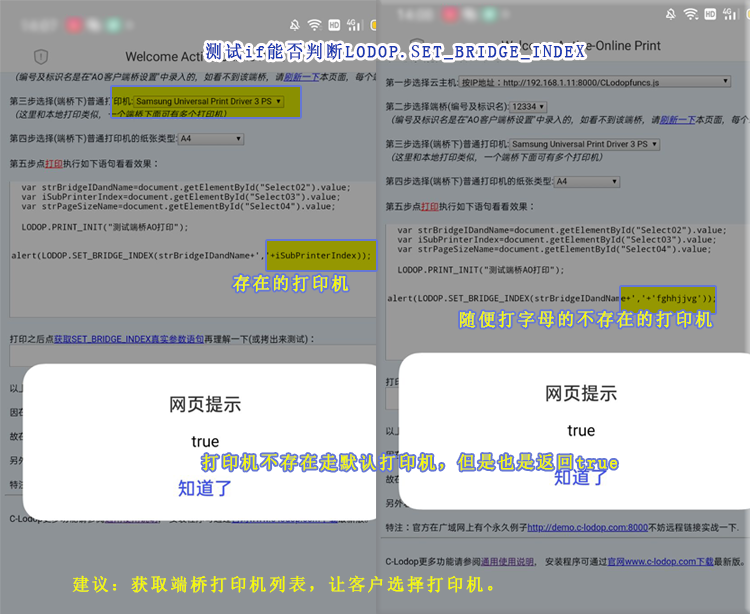 测试if能否判断LODOP.SET_BRIDGE_INDEX
Welcome Acti
(编号及标识名是在"AO客户端桥设置"中录入的，如看不到该端桥，请刷新一下本页面，每个端
第三步选择(端桥下)普通打印机: Samsung Universal Print Driver 3 PS
(这里和本地打印类似，一个端桥下面可有多个打印机)
第四步选择(端桥下)普通打印机的纸张类型: A4
第五步点打印执行如下语句看看效果：
var strBridgeIDandName=document.getElementById("Select02").value;
var iSubPrinterIndex=document.getElementById("Select03").value;
var strPageSizeName=document.getElementById("Select04").value;
LODOP.PRINT_INIT("测试端桥AO打印");
alert(LODOP.SET_BRIDGE_INDEX(strBridgeIDandName+','+iSubPrinterIndex));
存在的打印机
打印之后点获取SET_BRIDGE_INDEX真实参数语句再理解一下(或拷出来测试)：
以上
因在
故在
另外
特注
网页提示
true
知道了
HD
4G
e-Online Print
第一步选择云主机: 按IP地址: http://192.168.1.11:8000/CLodopfuncs.js
第二步选择端桥(编号及标识名): 12334
(编号及标识名是在"AO客户端桥设置"中录入的，如看不到该端桥，请刷新一下本页面，每个
第三步选择(端桥下)普通打印机: Samsung Universal Print Driver 3 PS
(这里和本地打印类似，一个端桥下面可有多个打印机)
第四步选择(端桥下)普通打印机的纸张类型: A4
第五步点打印执行如下语句看看效果：
var strBridgeIDandName=document.getElementById("Select02").value;
var iSubPrinterIndex=document.getElementById("Select03").value;
var strPageSizeName=document.getElementById("Select04").value;
LODOP.PRINT_INIT("测试端桥AO打印");
alert(LODOP.SET_BRIDGE_INDEX(strBridgeIDandName+','+'fghhjjvg'));
随便打字母的不存在的打印机
打印
以上
因在
故在
另外
网页提示
true
知道了
打印机不存在走默认打印机，但是也是返回true
特注：官方在广域网上有个永久例子http://demo.c-lodop.com:8000不妨远程链接实战一下.
C-Lodop更多功能请参阅通用使用说明， 安装程序可通过官网www.c-lodop.com下载最新版。
建议：获取端桥打印机列表，让客户选择打印机。